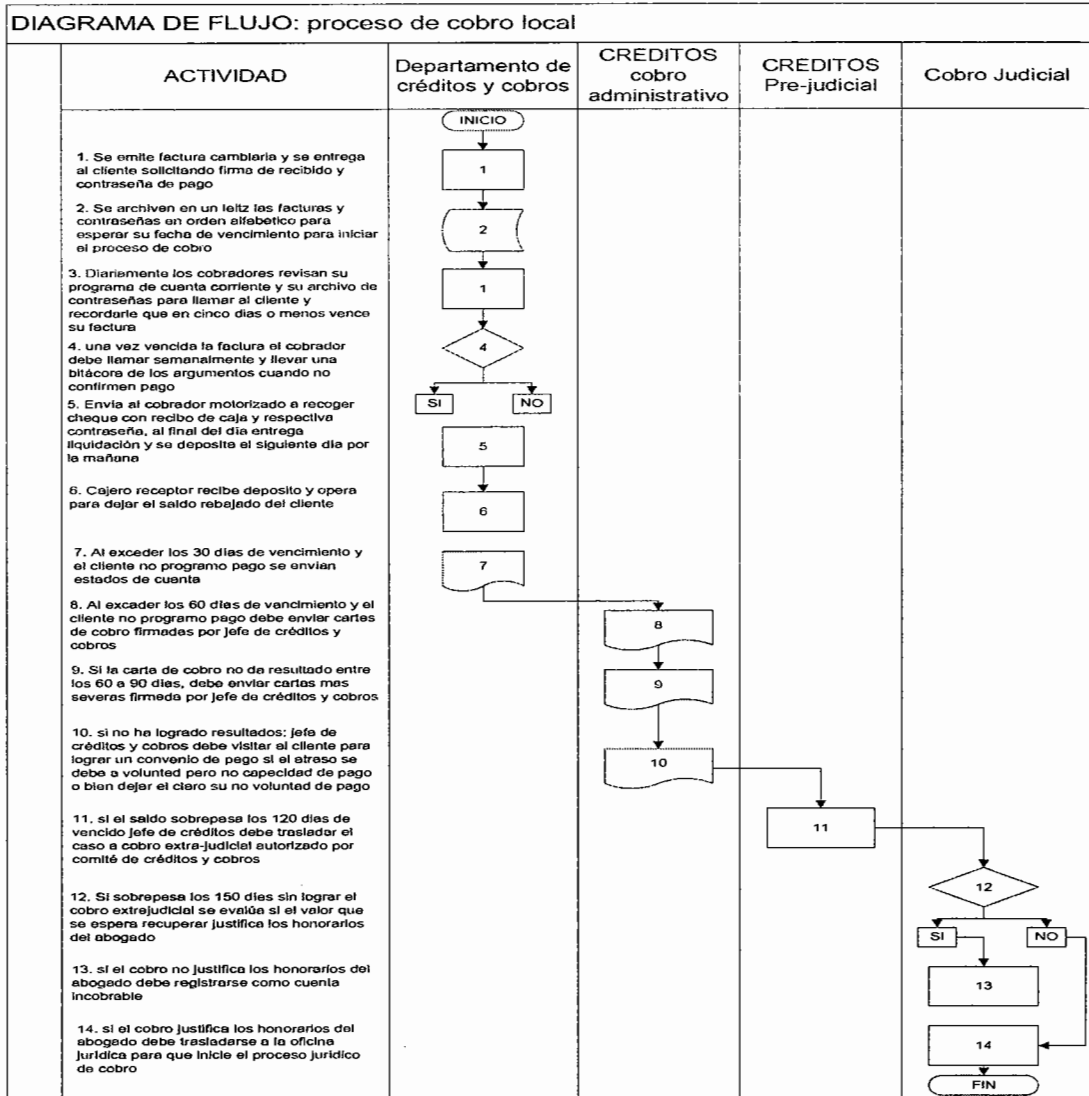 DIAGRAMA DE FLUJO: proceso de cobro local
ACTIVIDAD
Departamento de
créditos y cobros
CREDITOS
cobro
administrativo
CREDITOS
Pre-judicial
Cobro Judicial
INICIO
1. Se emite factura cambiaria y se entrega
al cliente solicitando firma de recibido y
contraseña de pago
1
2. Se archiven en un leitz las facturas y
contraseñas en orden alfabetico para
esperar su fecha de vencimiento para iniciar
el proceso de cobro
2
3. Diariamente los cobradores revisan su
programa de cuenta corriente y su archivo de
contraseñas para llamar al cliente y
recordarle que en cinco dias o menos vence
su factura
1
4. una vez vencida la factura el cobrador
debe llamar semanalmente y llevar una
bitácora de los argumentos cuando no
confirmen pago
4
SI
NO
5. Envia al cobrador motorizado a recoger
cheque con recibo de caja y respectiva
contraseña, al final del dia entrega
liquidación y se deposita el siguiente dia por
la mañana
5
6. Cajero receptor recibe deposito y opera
para dejar el saldo rebajado del cliente
6
7. Al exceder los 30 dias de vencimiento y
el cliente no programo pago se envian
estados de cuenta
7
8. Al exceder los 60 dias de vencimiento y el
cliente no programo pago debe enviar cartas
de cobro firmadas por jefe de créditos y
cobros
8
9. Si la carta de cobro no da resultado entre
los 60 a 90 dias, debe enviar cartas mas
severas firmada por jefe de créditos y cobros
9
10. si no ha logrado resultados; jefe de
créditos y cobros debe visitar al cliente para
lograr un convenio de pago si el atraso se
debe a voluntad pero no capacidad de pago
o bien dejar el claro su no voluntad de pago
10
11. si el saldo sobrepasa los 120 dias de
vencido jefe de créditos debe trasladar el
caso a cobro extra-judicial autorizado por
comité de créditos y cobros
11
12. Si sobrepasa los 150 dias sin lograr el
cobro extrajudicial se evalúa si el valor que
se espera recuperar justifica los honorarios
del abogado
12
SI
NO
13. si el cobro no justifica los honorarios del
abogado debe registrarse como cuenta
incobrable
13
14. si el cobro justifica los honorarios del
abogado debe trasladarse a la oficina
juridica para que inicie el proceso juridico
de cobro
14
FIN